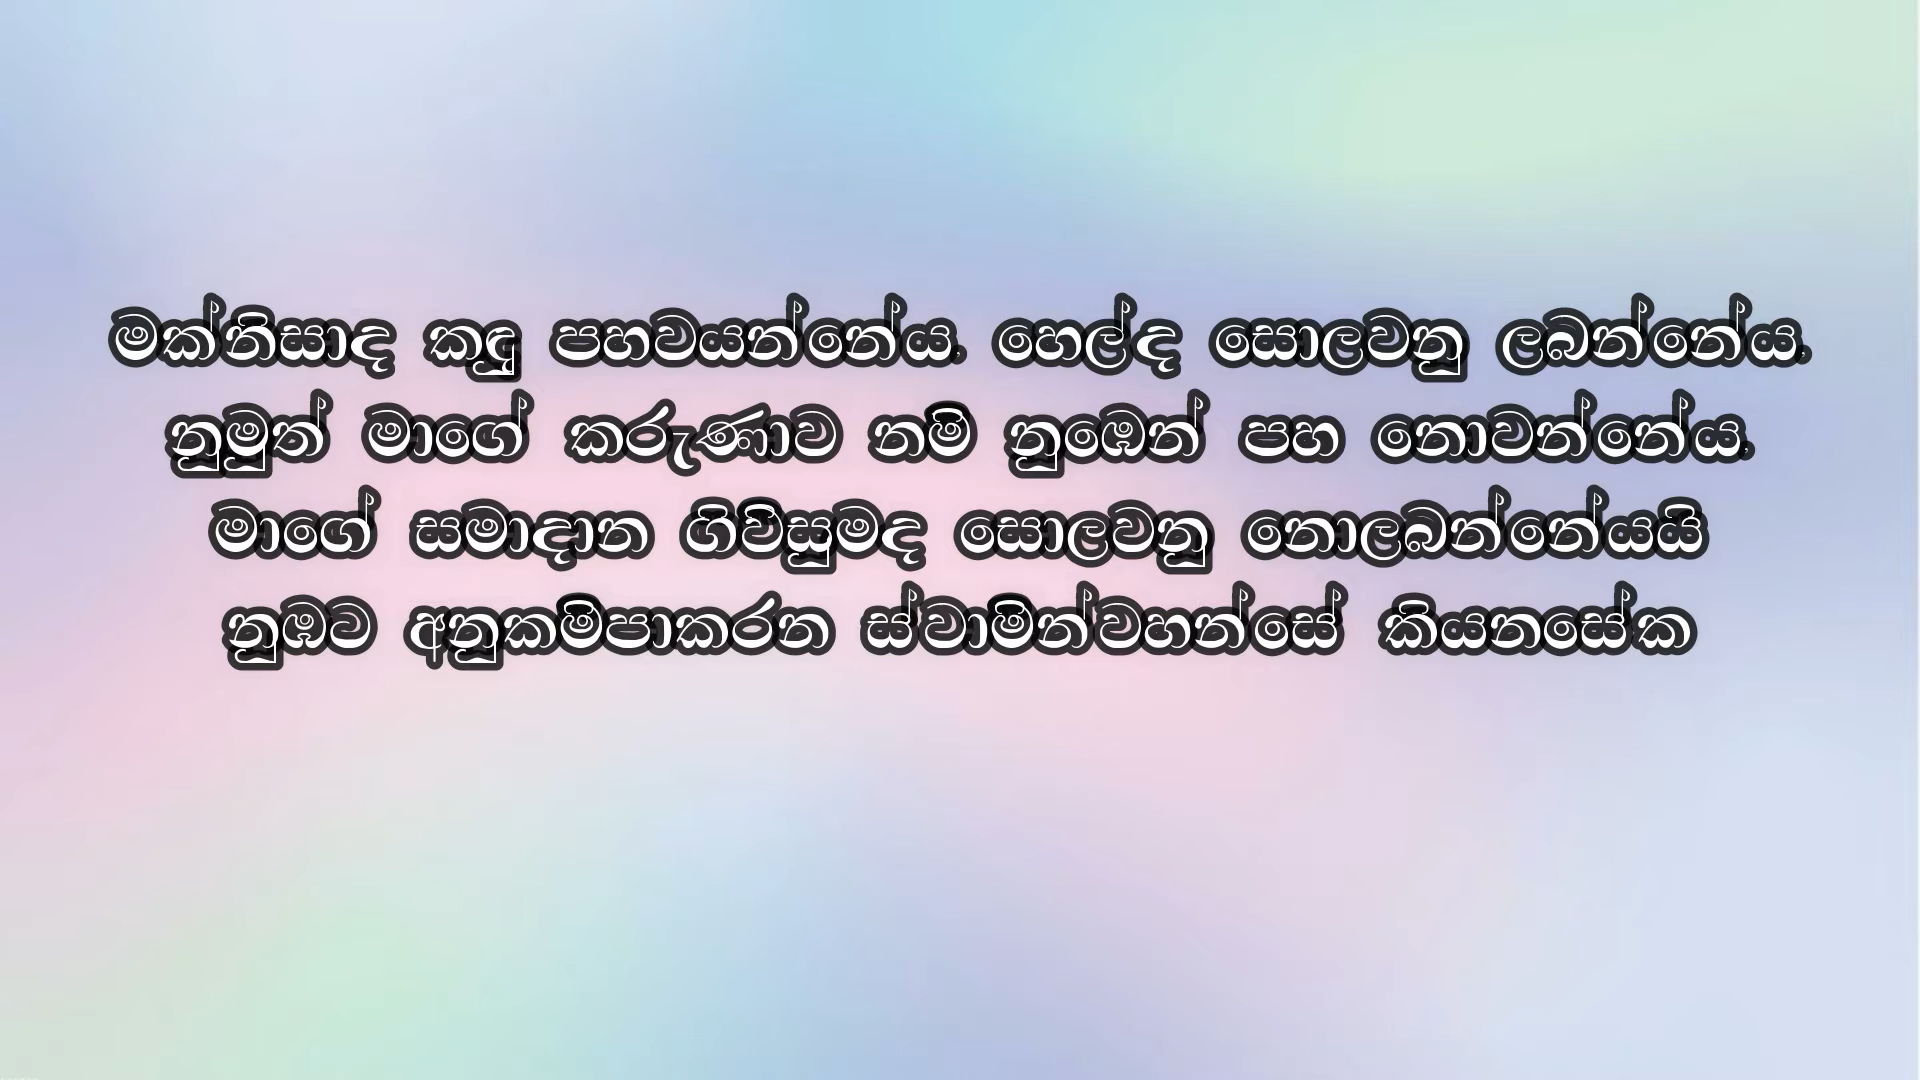 මක්නිසාද කඳු පහවයන්නේය, හෙල්ද සොලවනු ලබන්නේය,
නුමුත් මාගේ කරුණාව නම් නුඹෙන් පහ නොවන්නේය,
මාගේ සමාදාන ගිවිසුමද සොලවනු නොලබන්නේයයි
නුඹට අනුකම්පාකරන ස්වාමින්වහන්සේ කියනසේක